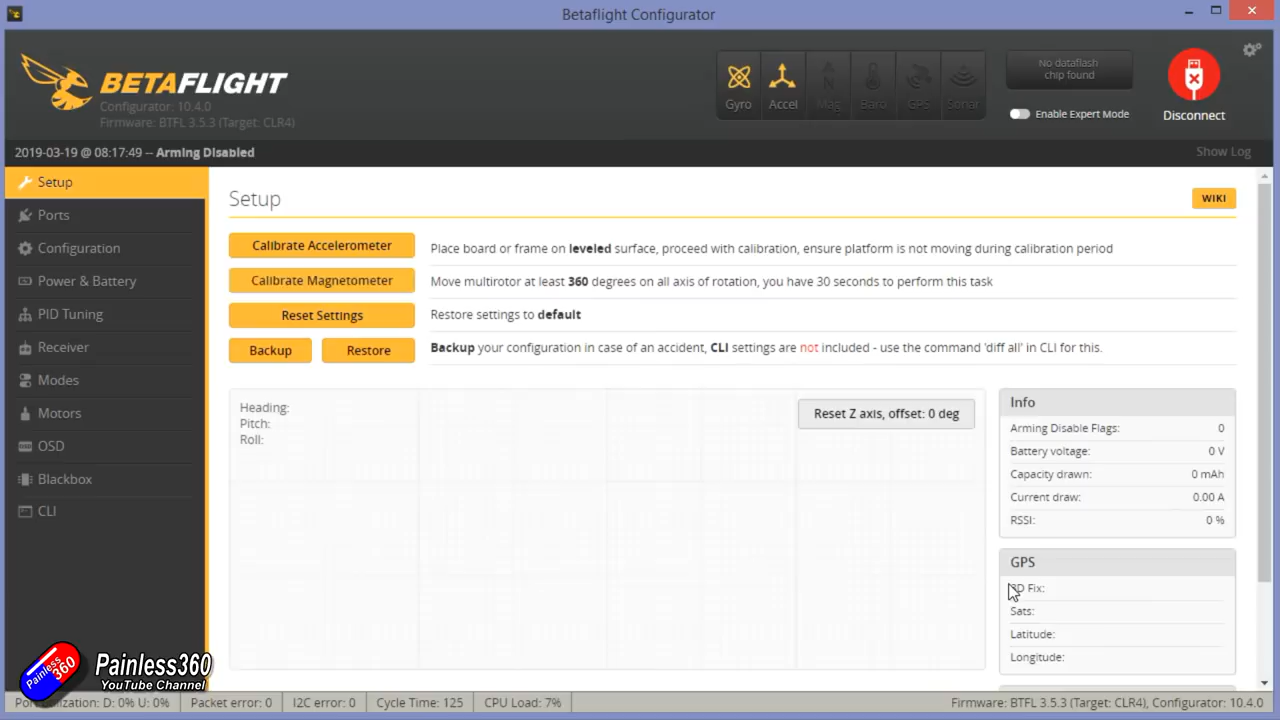 Betaflight Configurator
BETAFLIGHT
Configurator: 10.4.0
Firmware: BTFL 3.5.3 (Target: CLR4)
Gyro
Accel
Mag
Baro
GPS
Sonar
No dataflash
chip found
Enable Expert Mode
Disconnect
2019-03-19 @ 08:17:49 -- Arming Disabled
Show Log
Setup
Ports
Configuration
Power & Battery
PID Tuning
Receiver
Modes
Motors
OSD
Blackbox
CLI
Setup
WIKI
Calibrate Accelerometer
Place board or frame on leveled surface, proceed with calibration, ensure platform is not moving during calibration period
Calibrate Magnetometer
Move multirotor at least 360 degrees on all axis of rotation, you have 30 seconds to perform this task
Reset Settings
Restore settings to default
Backup
Restore
Backup your configuration in case of an accident, CLI settings are not included - use the command 'diff all' in CLI for this.
Heading:
Pitch:
Roll:
Reset Z axis, offset: 0 deg
Info
Arming Disable Flags: 0
Battery voltage: 0 V
Capacity drawn: 0 mAh
Current draw: 0.00 A
RSSI: 0 %
GPS
3D Fix:
Sats:
Latitude:
Longitude:
Painless 360
Painless360
YouTube Channel
D: 0% U: 0%
Packet error: 0
I2C error: 0
Cycle Time: 125
CPU Load: 7%
Firmware: BTFL 3.5.3 (Target: CLR4), Configurator: 10.4.0